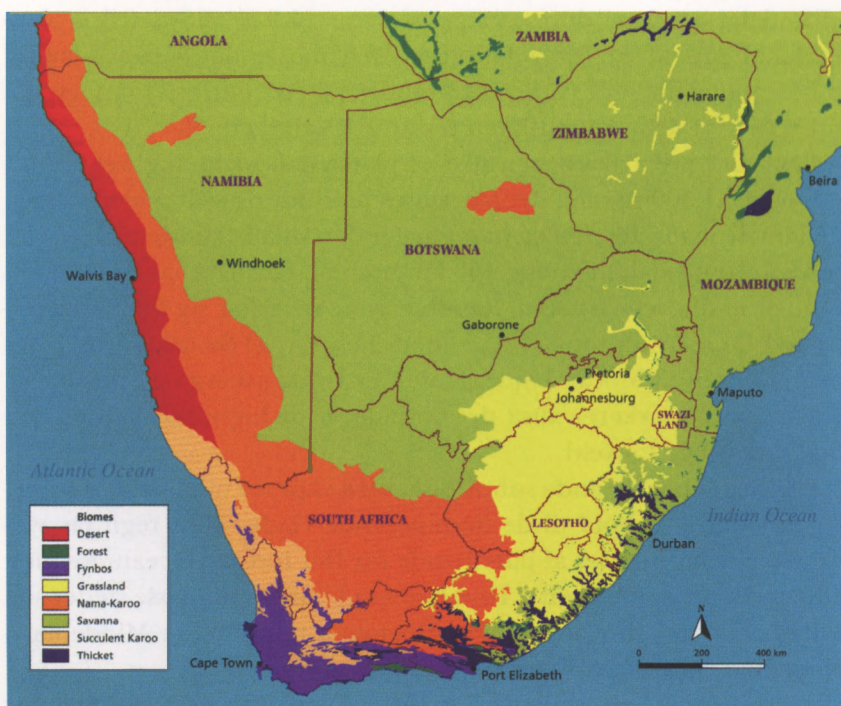 ANGOLA
ZAMBIA
Harare
ZIMBABWE
NAMIBIA
Beira
BOTSWANA
Windhoek
Walvis Bay
MOZAMBIQUE
Gaborone
Pretoria
Johannesburg
Maputo
SWAZI-
LAND
Atlantic Ocean
SOUTH AFRICA
LESOTHO
Indian Ocean
Durban
Biomes
Desert
Forest
Fynbos
Grassland
Nama-Karoo
Savanna
Succulent Karoo
Thicket
N
0 200 400 km
Cape Town
Port Elizabeth